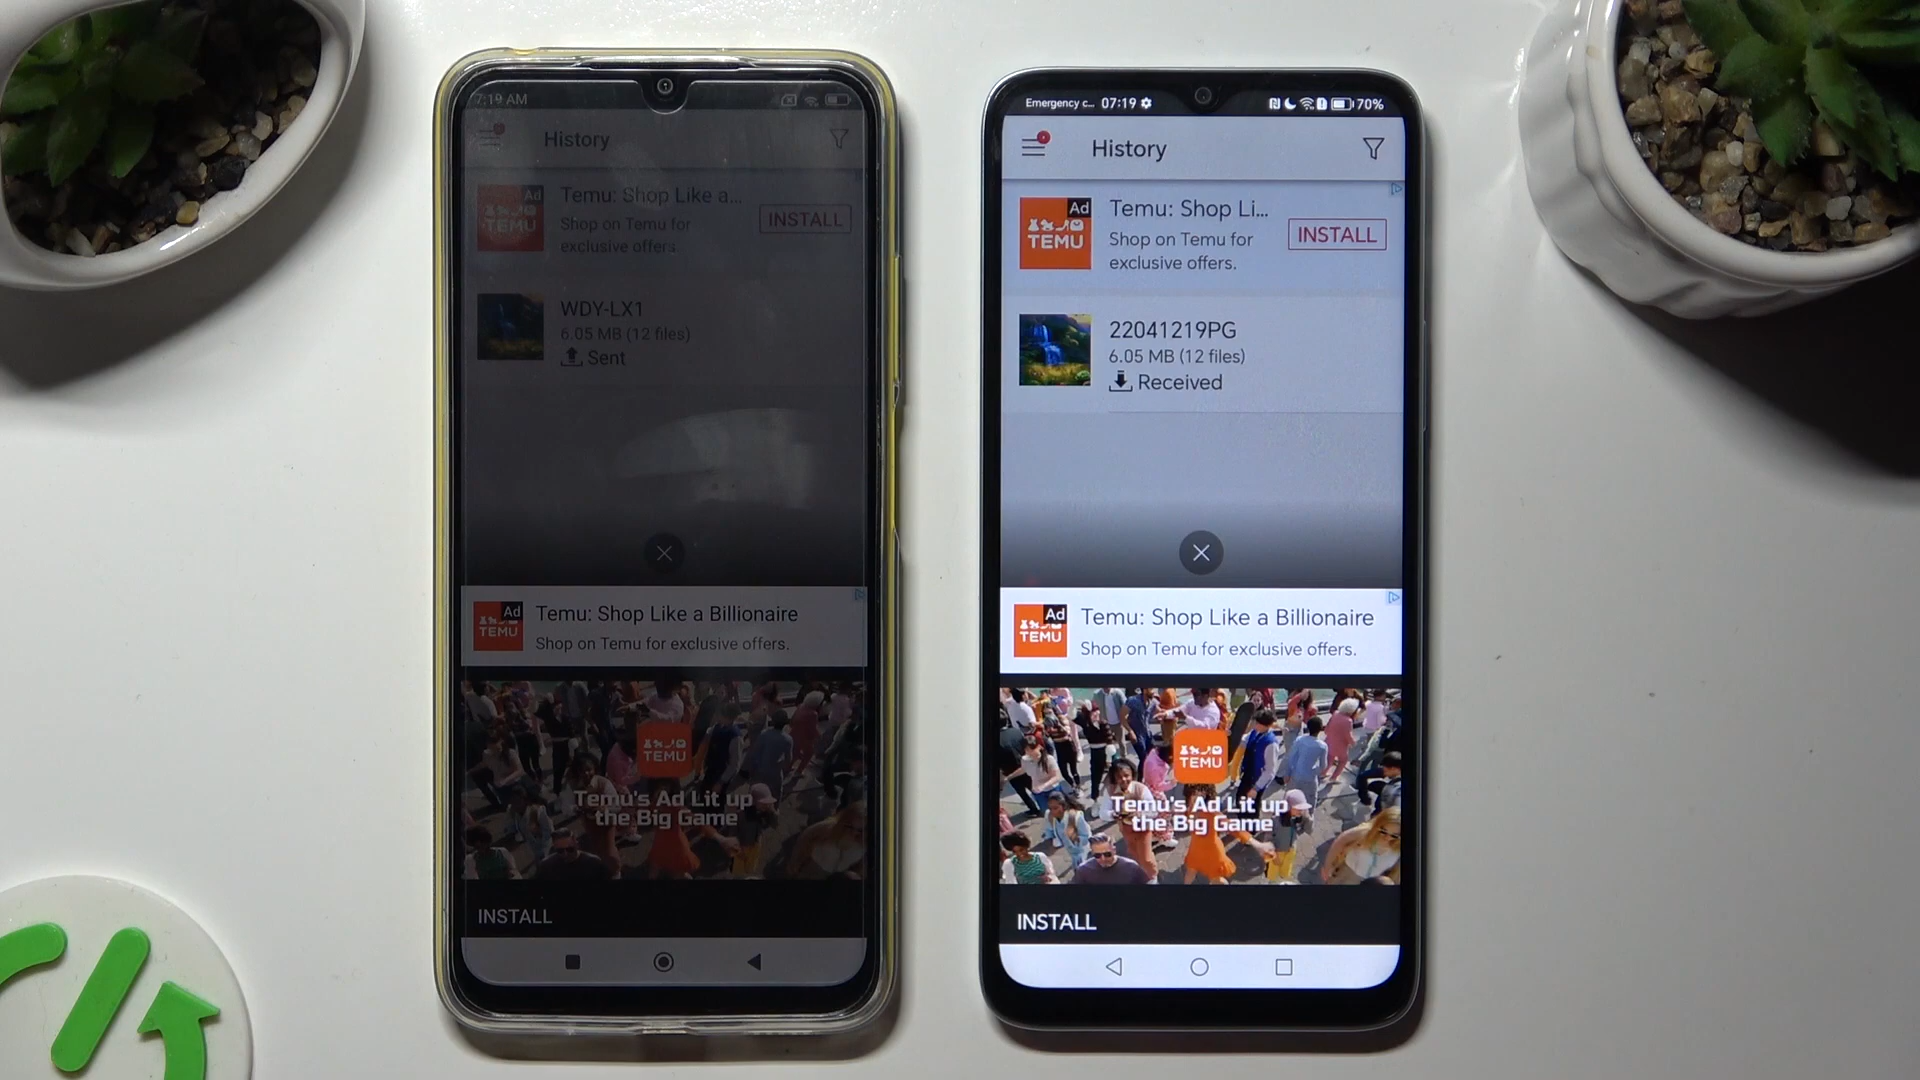 7:19 AM
History
Ad
TEMU
Temu: Shop Like a...
Shop on Temu for
exclusive offers.
INSTALL
WDY-LX1
6.05 MB (12 files)
Sent
Ad
TEMU
Temu: Shop Like a Billionaire
Shop on Temu for exclusive offers.
TEMU
Temu's Ad Lit up
the Big Game
INSTALL
Emergency c... 07:19 70%
History
Ad
TEMU
Temu: Shop Li...
Shop on Temu for
exclusive offers.
INSTALL
22041219PG
6.05 MB (12 files)
Received
Ad
TEMU
Temu: Shop Like a Billionaire
Shop on Temu for exclusive offers.
TEMU
Temu's Ad Lit up
the Big Game
INSTALL